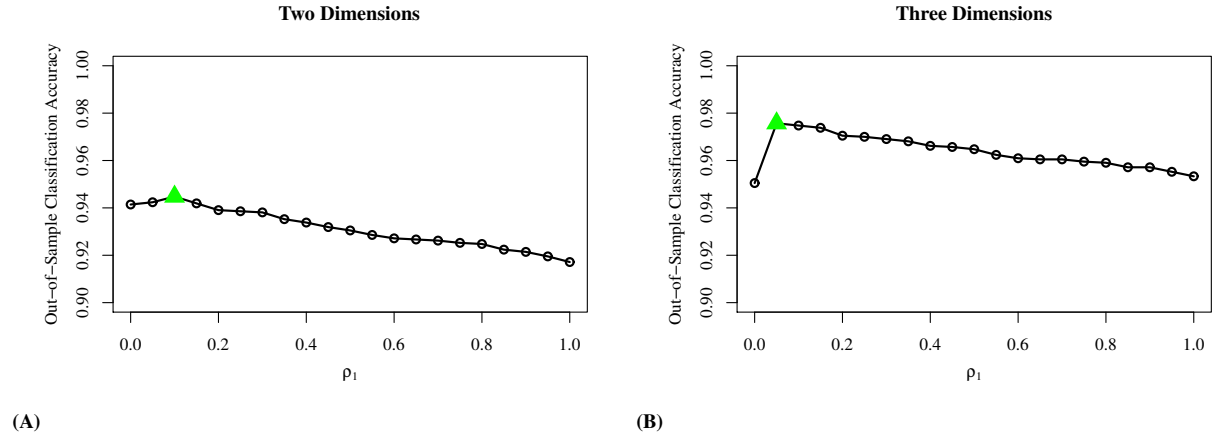 Two Dimensions
Out−of−Sample Classification Accuracy
1.00
0.98
0.96
0.94
0.92
0.90
0.0 0.2 0.4 0.6 0.8 1.0
ρ1
(A)
Three Dimensions
Out−of−Sample Classification Accuracy
1.00
0.98
0.96
0.94
0.92
0.90
0.0 0.2 0.4 0.6 0.8 1.0
ρ1
(B)